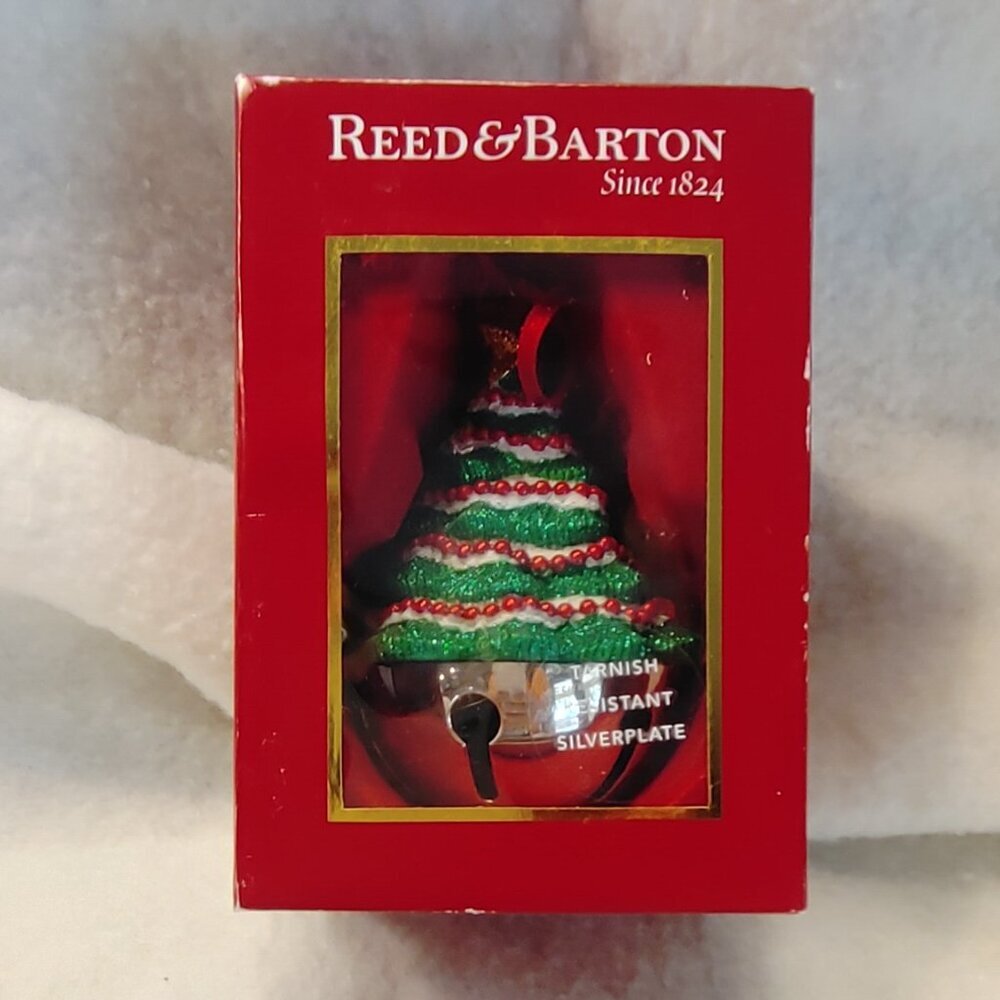 REED & BARTON
Since 1824
TARNISH
RESISTANT
SILVERPLATE